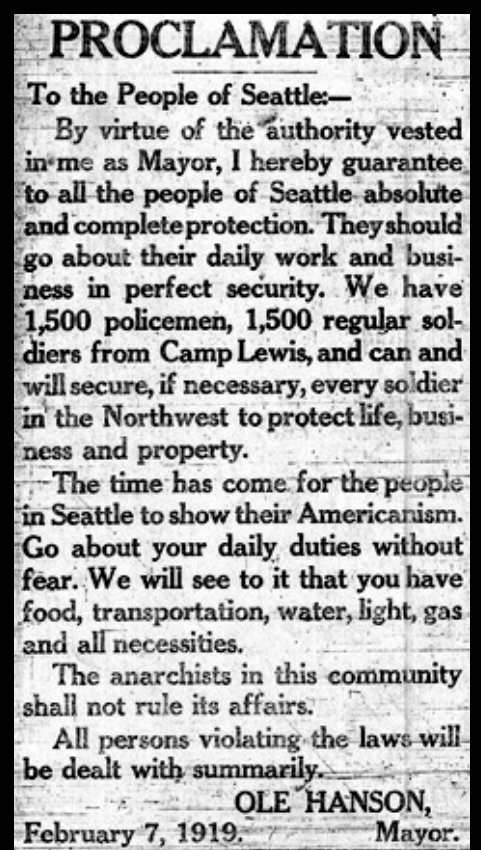 PROCLAMATION
To the People of Seattle:—
By virtue of the authority vested
in me as Mayor, I hereby guarantee
to all the people of Seattle absolute
and complete protection. They should
go about their daily work and busi-
ness in perfect security. We have
1,500 policemen, 1,500 regular sol-
diers from Camp Lewis, and can and
will secure, if necessary, every soldier
in the Northwest to protect life, busi-
ness and property.
The time has come for the people
in Seattle to show their Americanism.
Go about your daily duties without
fear. We will see to it that you have
food, transportation, water, light, gas
and all necessities.
The anarchists in this community
shall not rule its affairs.
All persons violating the laws will
be dealt with summarily.
OLE HANSON,
February 7, 1919. Mayor.